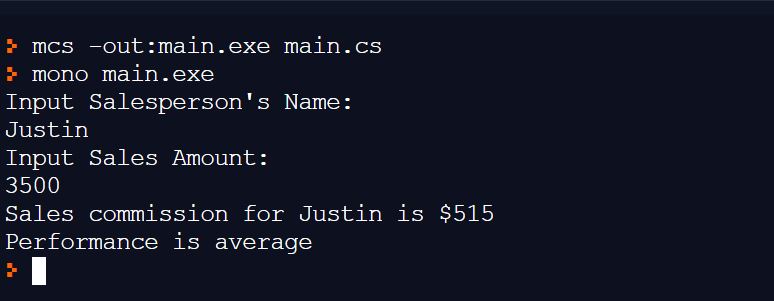 > mcs -out:main.exe main.cs
> mono main.exe
Input Salesperson's Name:
Justin
Input Sales Amount:
3500
Sales commission for Justin is $515
Performance is average
>